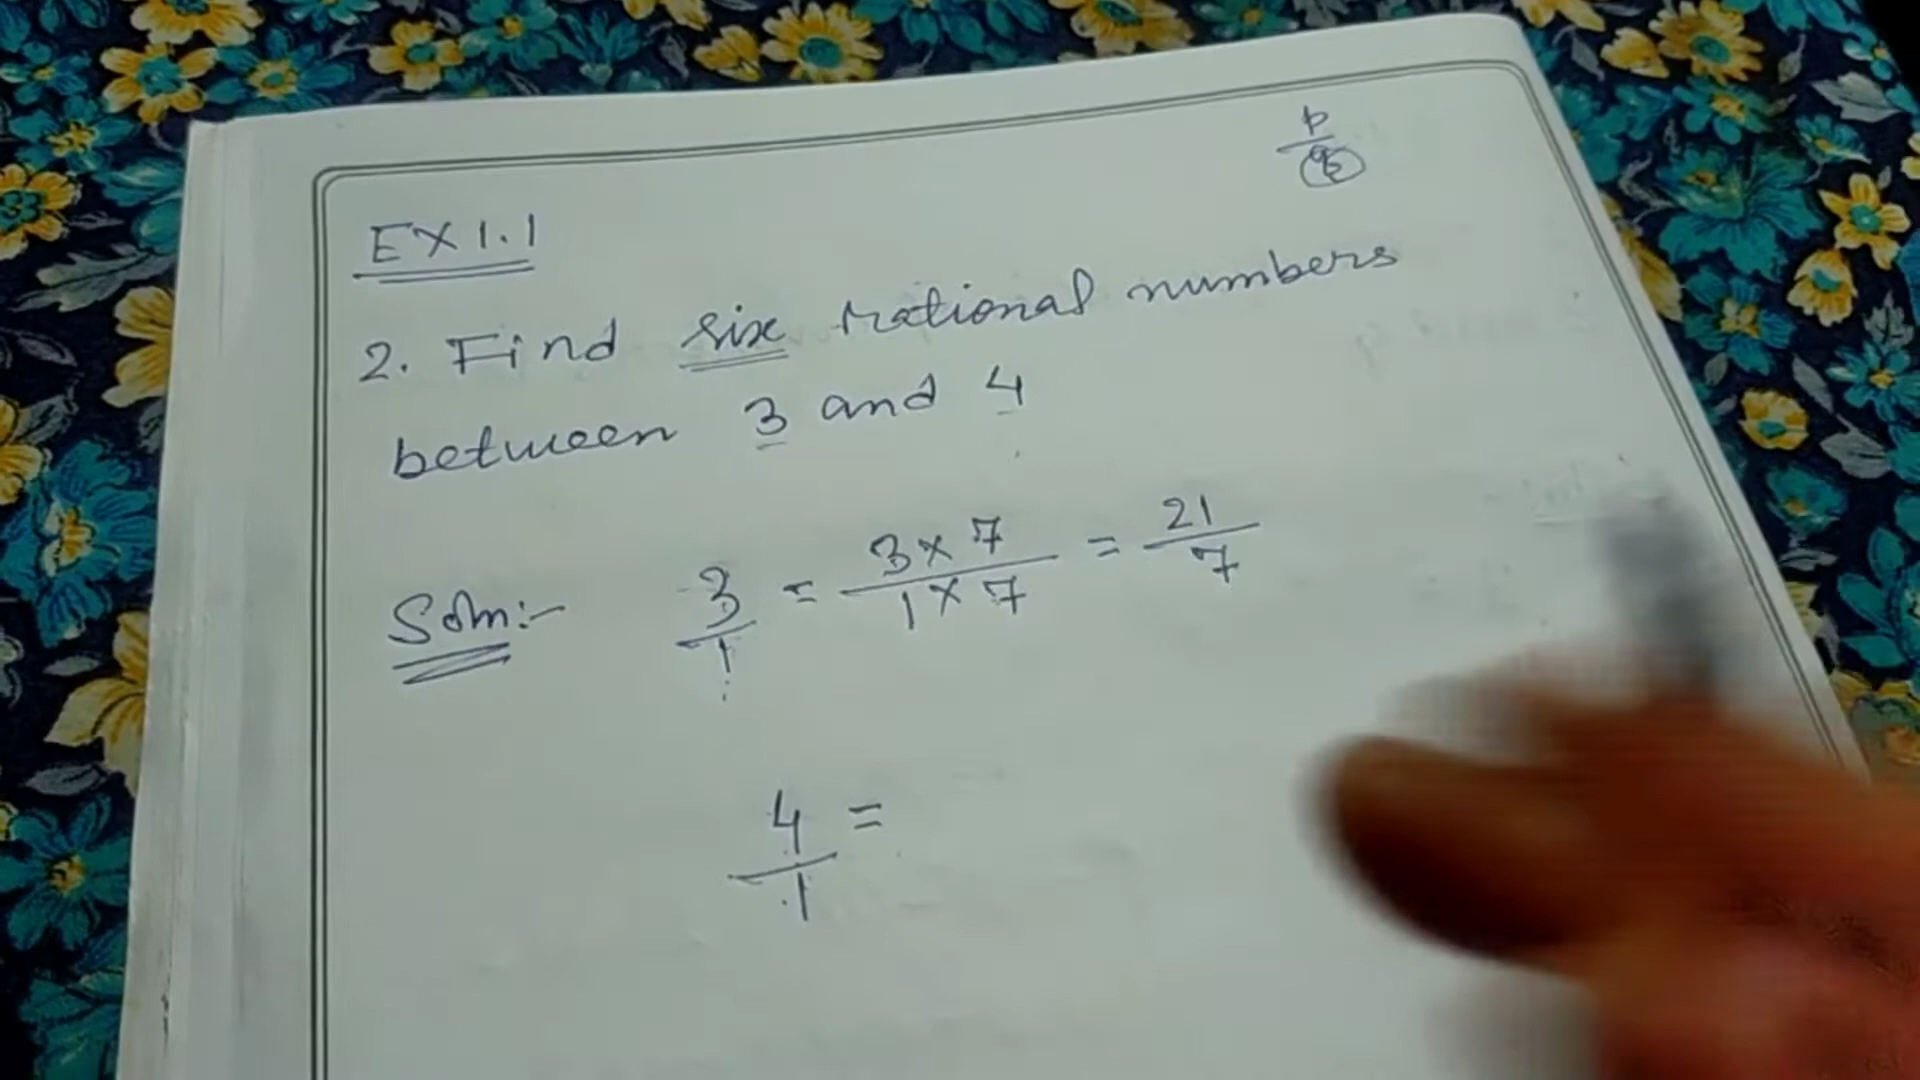 p/q
EX 1.1
2. Find six rational numbers
between 3 and 4
Soln:- 3/1 = 3×7/1×7 = 21/7
4/1 =